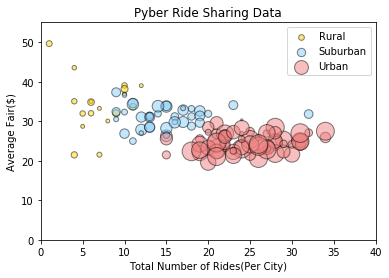 Pyber Ride Sharing Data
Rural
Suburban
Urban
Average Fair($)
50
40
30
20
10
0
0 5 10 15 20 25 30 35 40
Total Number of Rides(Per City)